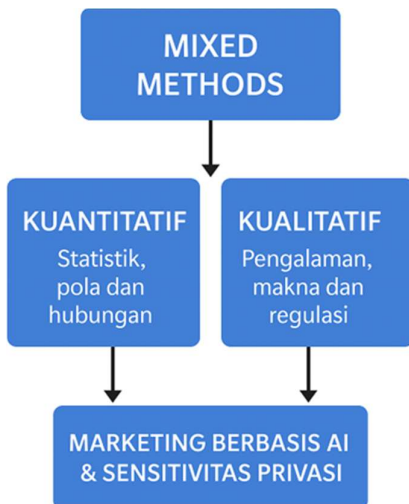 MIXED
METHODS
KUANTITATIF
Statistik,
pola dan
hubungan
KUALITATIF
Pengalaman,
makna dan
regulasi
MARKETING BERBASIS AI
& SENSITIVITAS PRIVASI